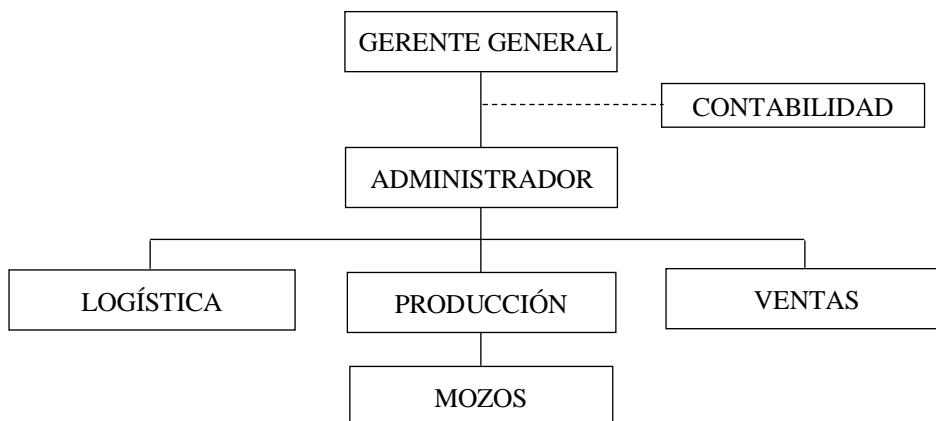 GERENTE GENERAL
CONTABILIDAD
ADMINISTRADOR
LOGÍSTICA
PRODUCCIÓN
VENTAS
MOZOS